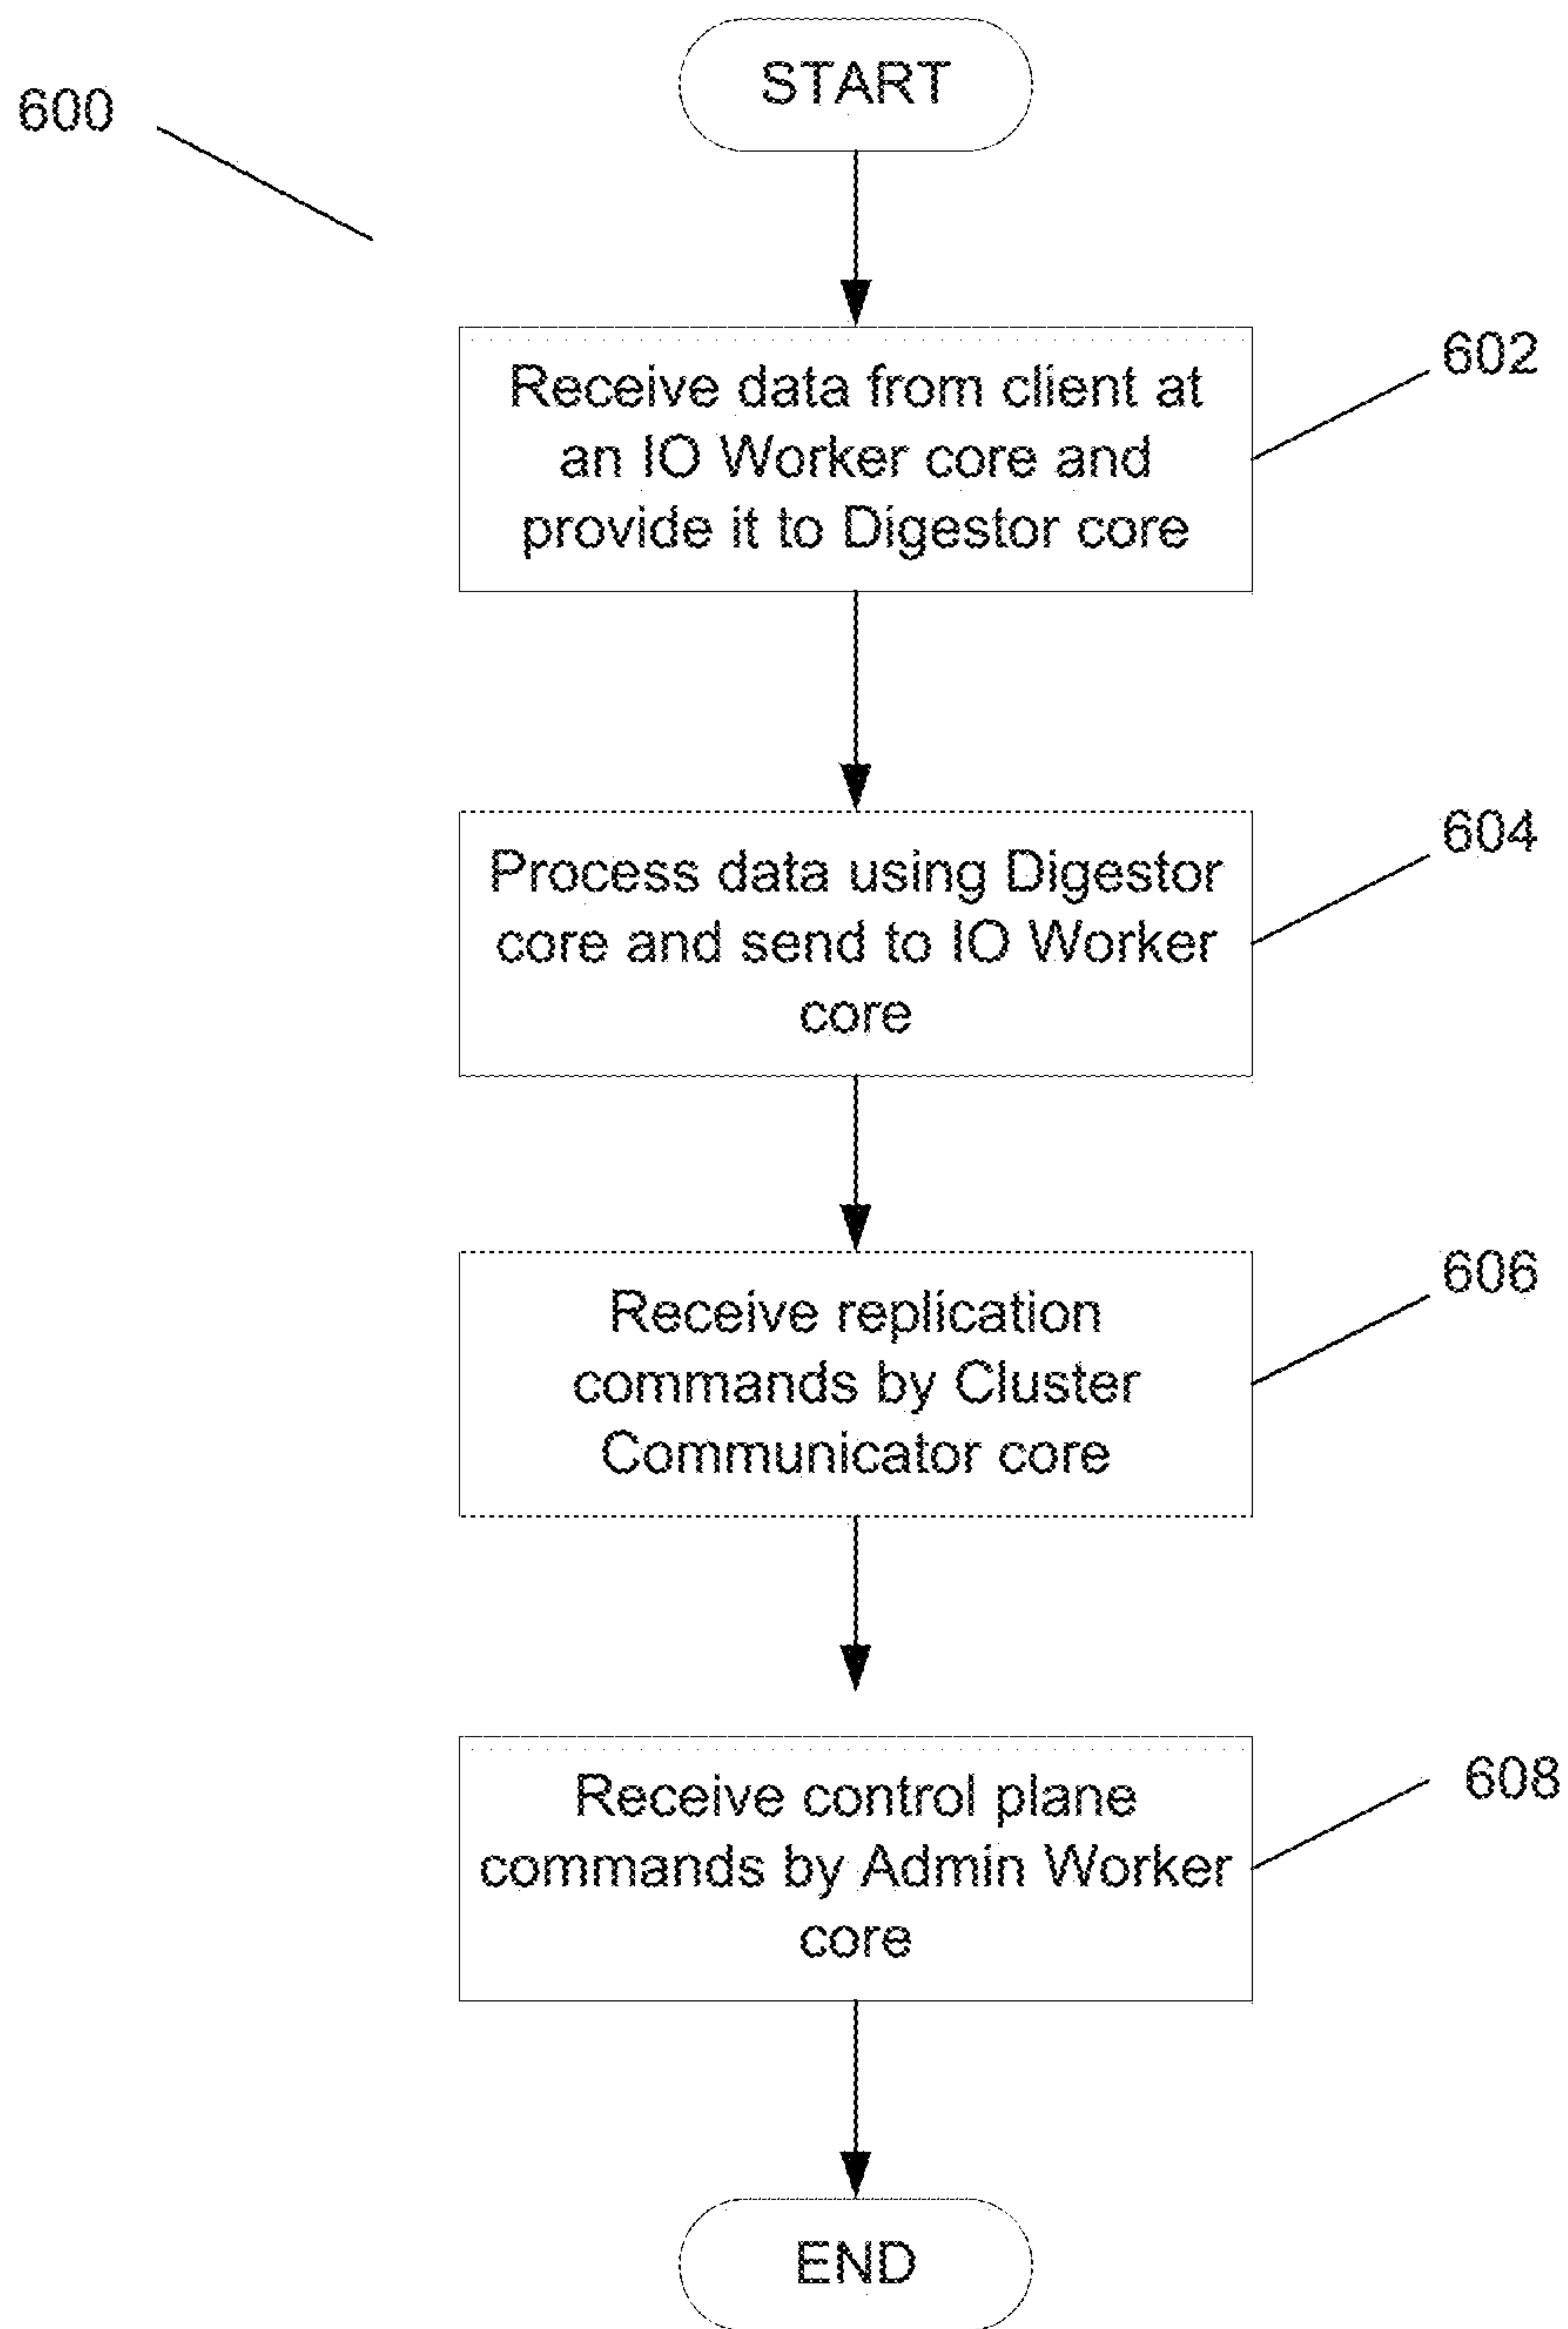 START
600
602
Receive data from client at
an IO Worker core and
provide it to Digestor core
604
Process data using Digestor
core and send to IO Worker
core
606
Receive replication
commands by Cluster
Communicator core
608
Receive control plane
commands by Admin Worker
core
END